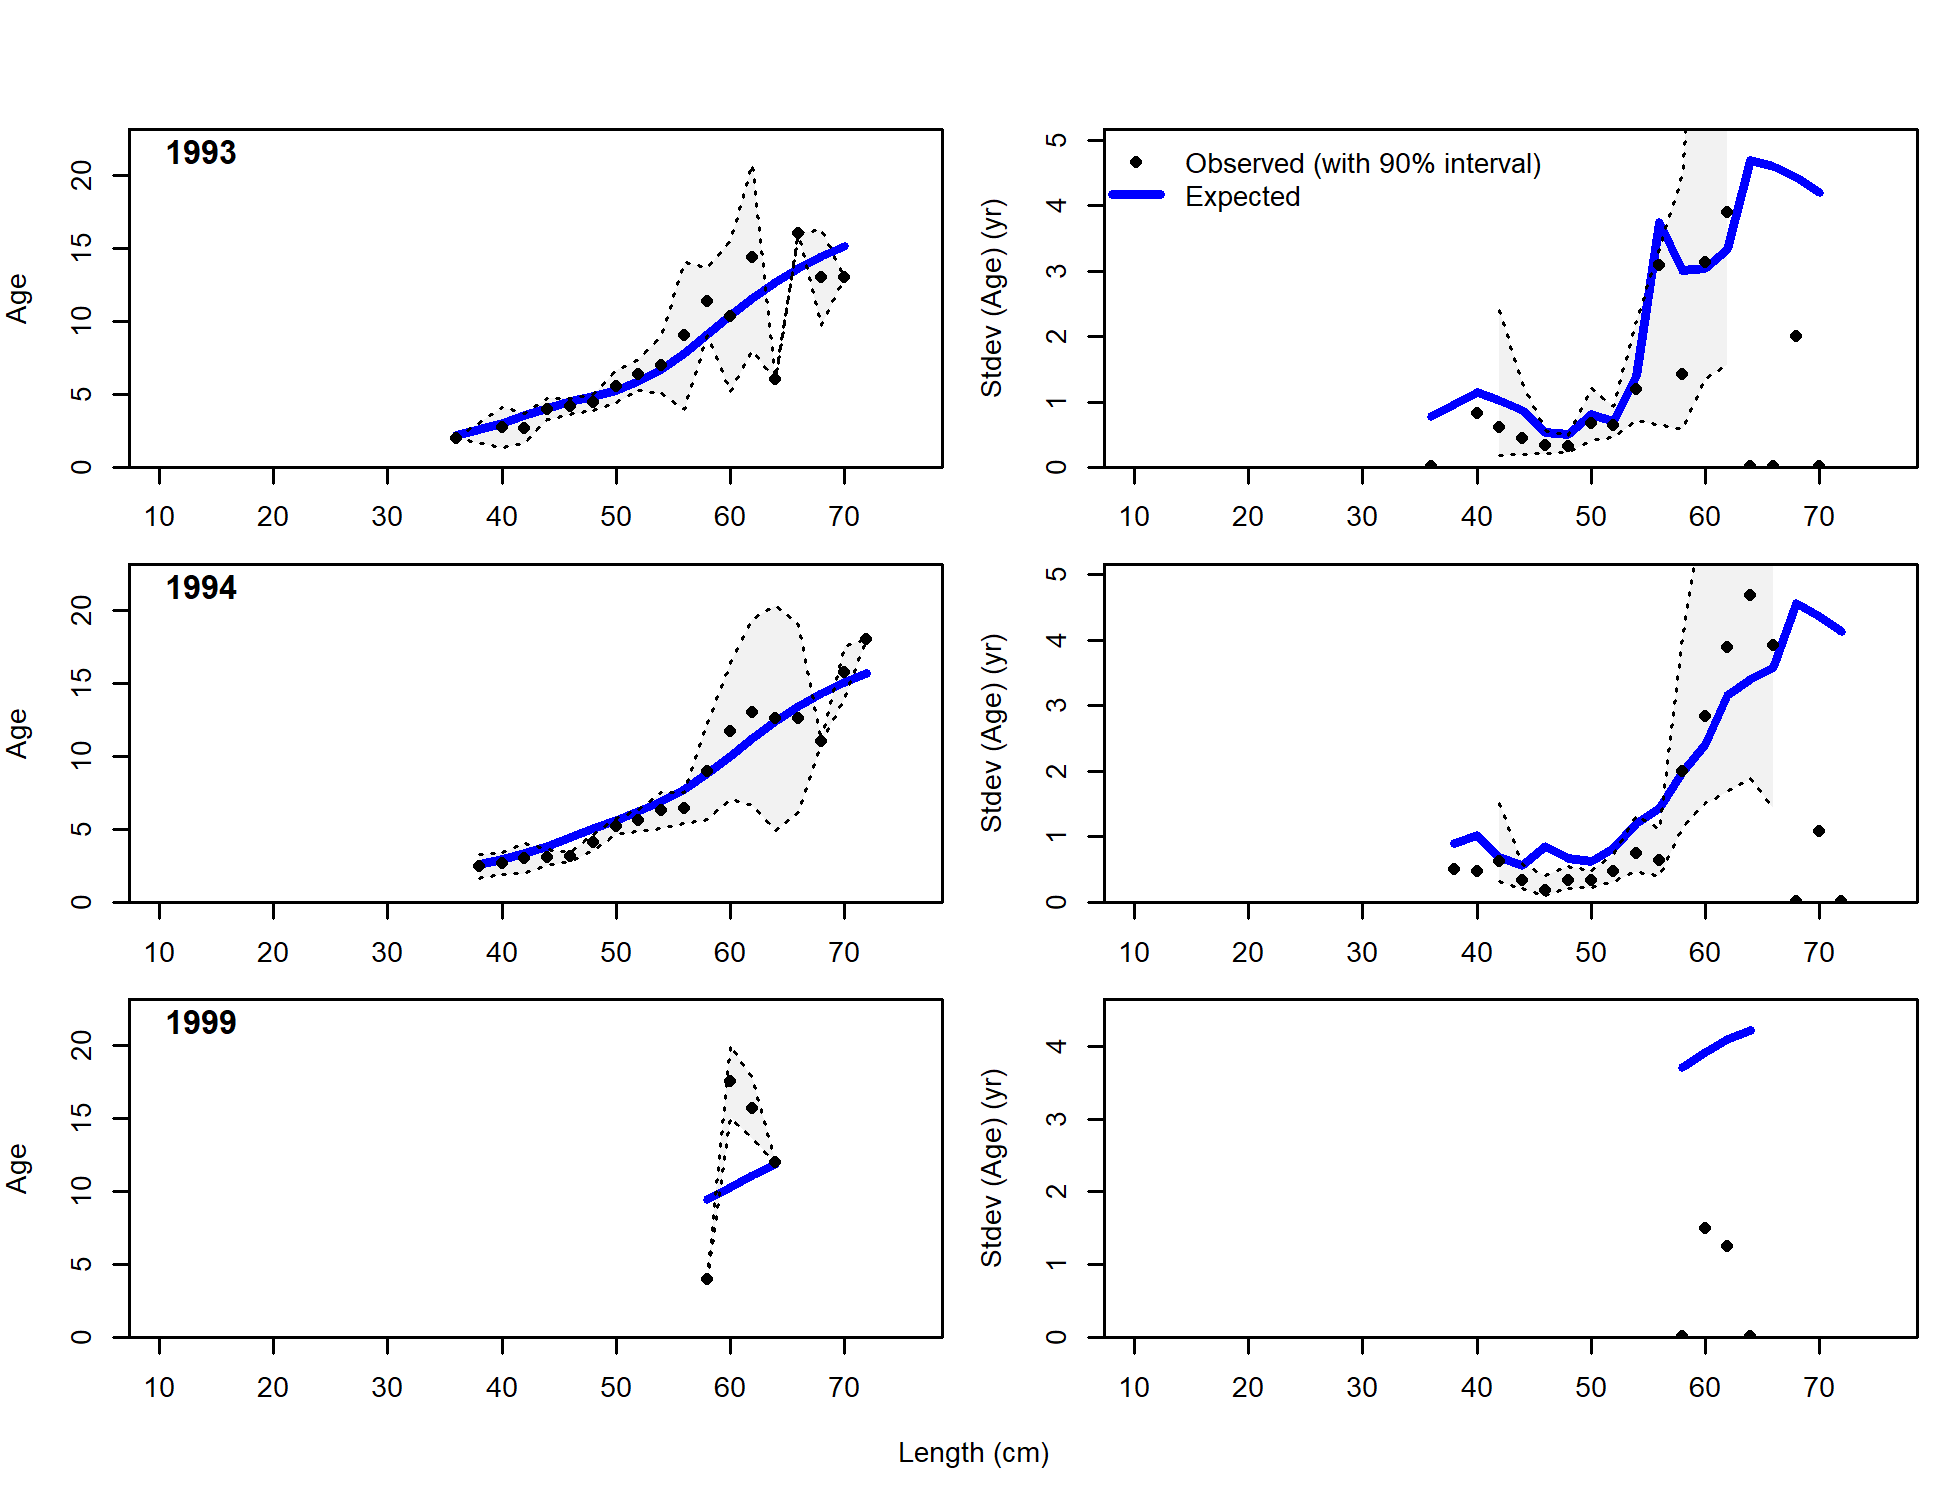 1993
Age
0 5 10 15 20
10 20 30 40 50 60 70
Observed (with 90% interval)
Expected
Stdev (Age) (yr)
0 1 2 3 4 5
10 20 30 40 50 60 70
1994
Age
0 5 10 15 20
10 20 30 40 50 60 70
Stdev (Age) (yr)
0 1 2 3 4 5
10 20 30 40 50 60 70
1999
Age
0 5 10 15 20
10 20 30 40 50 60 70
Stdev (Age) (yr)
0 1 2 3 4
10 20 30 40 50 60 70
Length (cm)